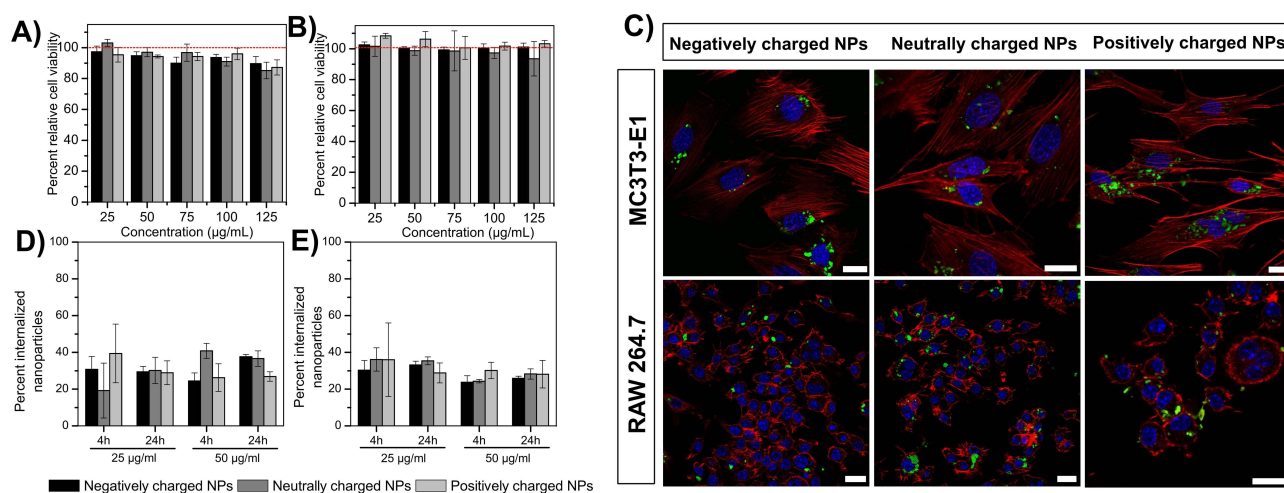 A)
Percent relative cell viability
100
80
60
40
20
0
25 50 75 100 125
Concentration (µg/mL)
B)
Percent relative cell viability
100
80
60
40
20
0
25 50 75 100 125
Concentration (µg/mL)
C)
Negatively charged NPs Neutrally charged NPs Positively charged NPs
MC3T3-E1
RAW 264.7
D)
Percent internalized
nanoparticles
100
80
60
40
20
0
4h 24h 4h 24h
25 µg/ml 50 µg/ml
E)
Percent internalized
nanoparticles
100
80
60
40
20
0
4h 24h 4h 24h
25 µg/ml 50 µg/ml
Negatively charged NPs Neutrally charged NPs Positively charged NPs